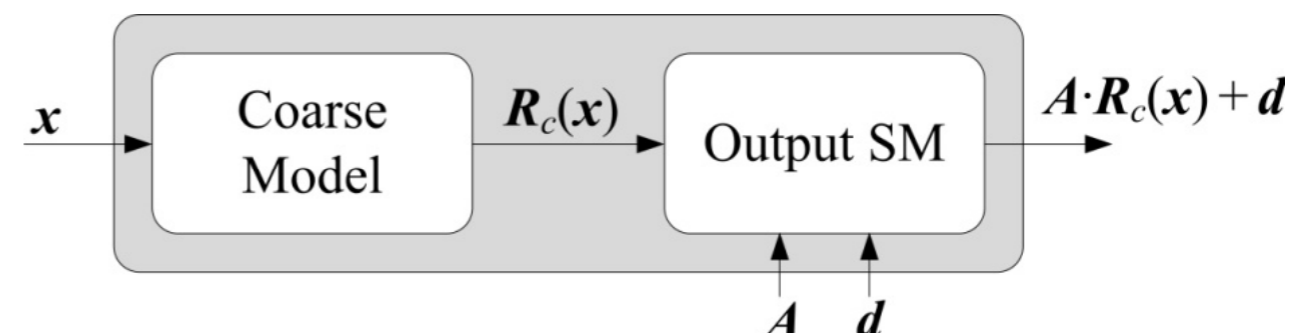 x
Coarse
Model
R_c(x)
Output SM
A·R_c(x) + d
A
d